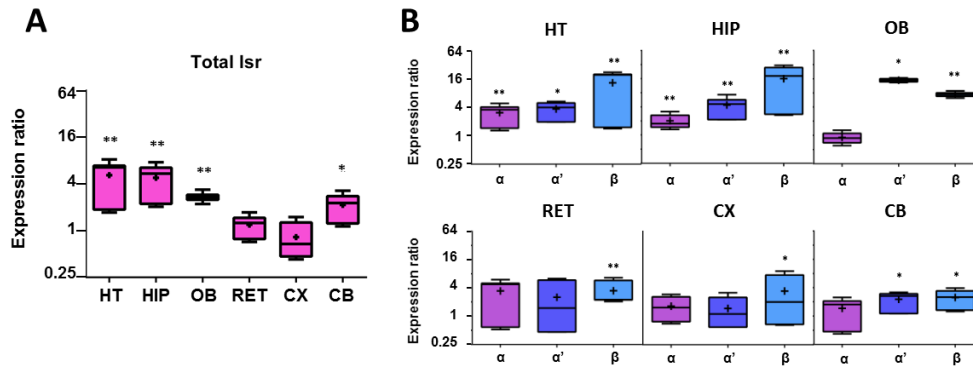 A
Total Isr
Expression ratio
64
16
4
1
0.25
** ** ** *
HT HIP OB RET CX CB
B
HT HIP OB
Expression ratio
64
16
4
1
0.25
** * ** ** ** ** * **
α α’ β α α’ β α α’ β
RET CX CB
Expression ratio
64
16
4
1
0.25
** * * *
α α’ β α α’ β α α’ β